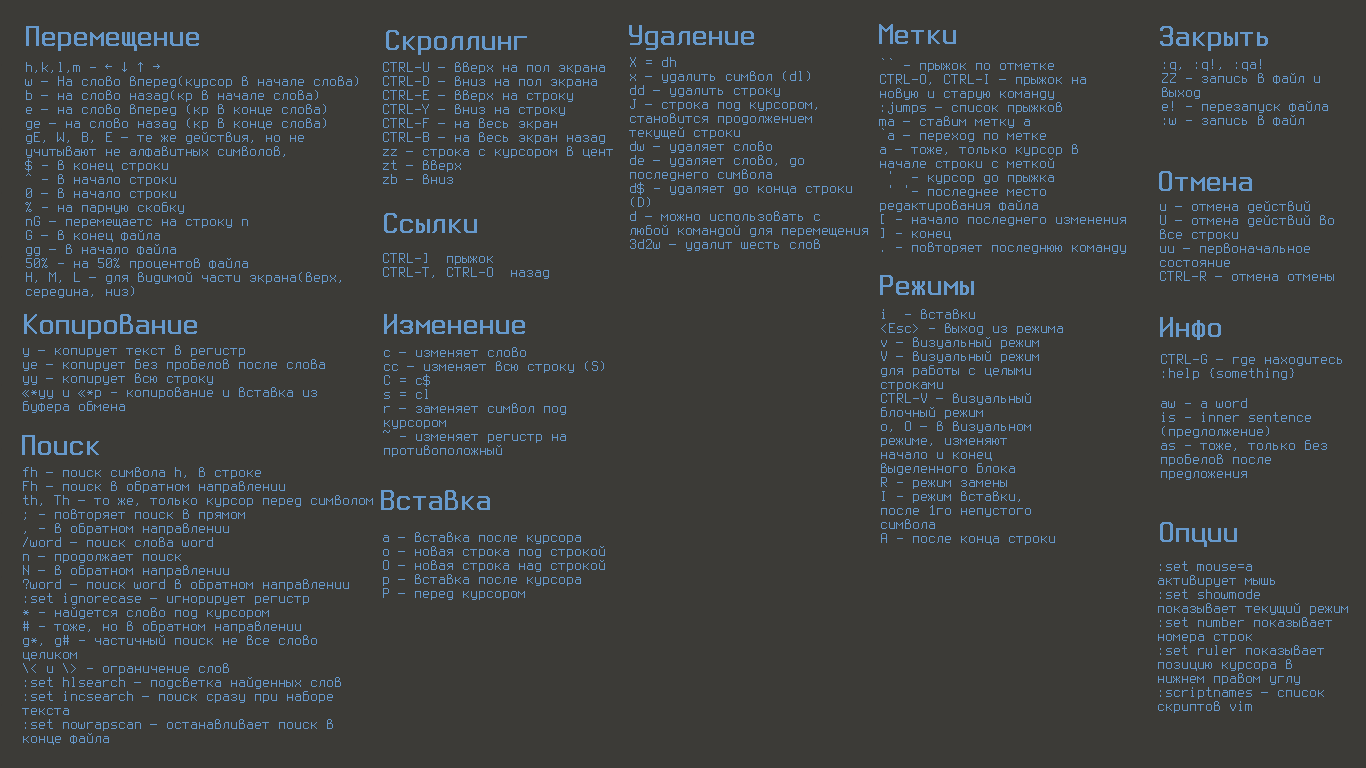 Перемещение
h,k,l,m - ← ↓ ↑ →
w - На слово вперед(курсор в начале слова)
b - на слово назад(кр в начале слова)
e - на слово вперед (кр в конце слова)
ge - на слово назад (кр в конце слова)
gE, W, B, E - те же действия, но не
учитывают не алфавитных символов,
$ - в конец строки
^ - в начало строки
0 - в начало строки
% - на парную скобку
nG - перемещаетс на строку n
G - в конец файла
gg - в начало файла
50% - на 50% процентов файла
H, M, L - для видимой части экрана(верх,
середина, низ)
Копирование
y - копирует текст в регистр
ye - копирует без пробелов после слова
yy - копирует всю строку
«*yy и «*p - копирование и вставка из
буфера обмена
Поиск
fh - поиск символа h, в строке
Fh - поиск в обратном направлении
th, Th - то же, только курсор перед символом
; - повторяет поиск в прямом
, - в обратном направлении
/word - поиск слова word
n - продолжает поиск
N - в обратном направлении
?word - поиск word в обратном направлении
:set ignorecase - игнорирует регистр
* - найдется слово под курсором
# - тоже, но в обратном направлении
g*, g# - частичный поиск не все слово
целиком
\< и \> - ограничение слов
:set hlsearch - подсветка найденных слов
:set incsearch - поиск сразу при наборе
текста
:set nowrapscan - останавливает поиск в
конце файла
Скроллинг
CTRL-U - Вверх на пол экрана
CTRL-D - Вниз на пол экрана
CTRL-E - Вверх на строку
CTRL-Y - Вниз на строку
CTRL-F - на весь экран
CTRL-B - на весь экран назад
zz - строка с курсором в цент
zt - вверх
zb - вниз
Ссылки
CTRL-] прыжок
CTRL-T, CTRL-O назад
Изменение
c - изменяет слово
cc - изменяет всю строку (S)
C = c$
s = cl
r - заменяет символ под
курсором
~ - изменяет регистр на
противоположный
Вставка
a - вставка после курсора
o - новая строка под строкой
O - новая строка над строкой
p - вставка после курсора
P - перед курсором
Удаление
X = dh
x - удалить символ (dl)
dd - удалить строку
J - строка под курсором,
становится продолжением
текущей строки
dw - удаляет слово
de - удаляет слово, до
последнего символа
d$ - удаляет до конца строки
(D)
d - можно использовать с
любой командой для перемещения
3d2w - удалит шесть слов
Метки
`` - прыжок по отметке
CTRL-O, CTRL-I - прыжок на
новую и старую команду
:jumps - список прыжков
ma - ставим метку a
`a - переход по метке
a - тоже, только курсор в
начале строки с меткой
' - курсор до прыжка
' '- последнее место
редактирования файла
[ - начало последнего изменения
] - конец
. - повторяет последнюю команду
Режимы
i - вставки
<Esc> - выход из режима
v - визуальный режим
V - визуальный режим
для работы с целыми
строками
CTRL-V - визуальный
блочный режим
o, O - в визуальном
режиме, изменяют
начало и конец
выделенного блока
R - режим замены
I - режим вставки,
после 1го непустого
символа
A - после конца строки
Закрыть
:q, :q!, :qa!
ZZ - запись в файл и
выход
e! - перезапуск файла
:w - запись в файл
Отмена
u - отмена действий
U - отмена действий во
все строки
uu - первоначальное
состояние
CTRL-R - отмена отмены
Инфо
CTRL-G - где находитесь
:help {something}
aw - a word
is - inner sentence
(предлолжение)
as - тоже, только без
пробелов после
предложения
Опции
:set mouse=a
активирует мышь
:set showmode
показывает текущий режим
:set number показывает
номера строк
:set ruler показывает
позицию курсора в
нижнем правом углу
:scriptnames - список
скриптов vim